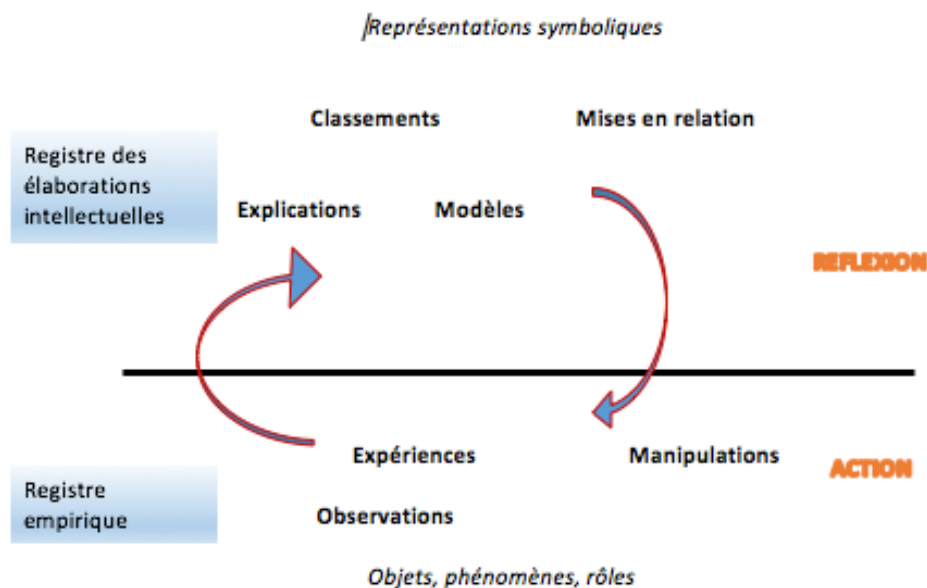 Représentations symboliques
Classements
Mises en relation
Registre des
élaborations
intellectuelles
Explications
Modèles
REFLEXION
Expériences
Manipulations
ACTION
Registre
empirique
Observations
Objets, phénomènes, rôles